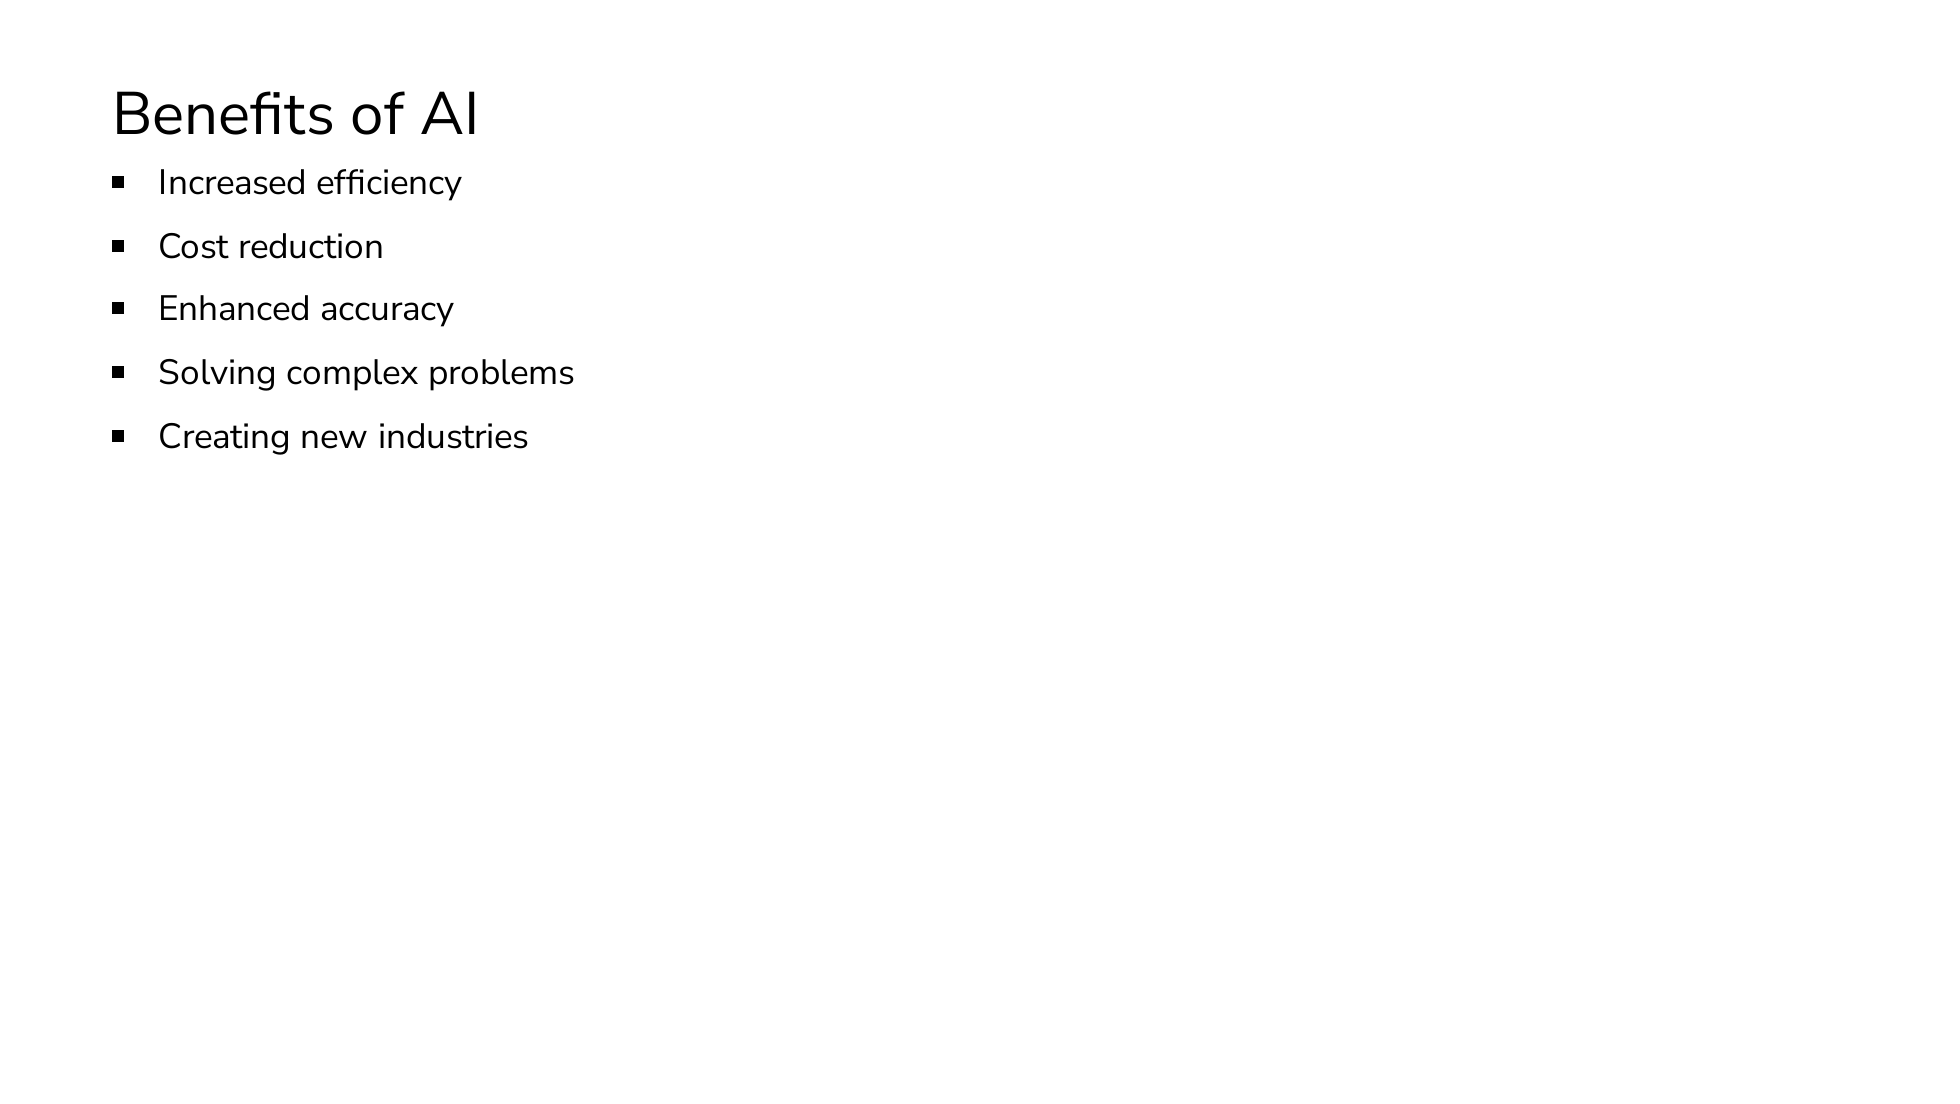 Benefits of AI
▪ Increased efficiency
▪ Cost reduction
▪ Enhanced accuracy
▪ Solving complex problems
▪ Creating new industries